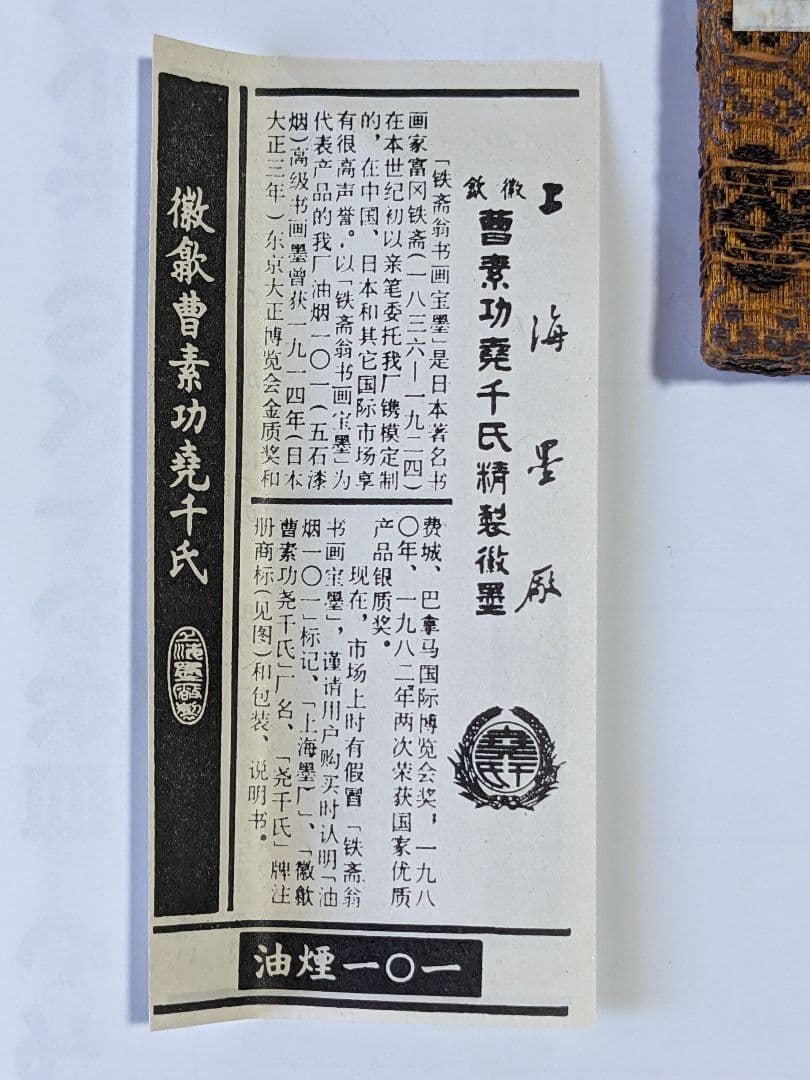 上海墨厰
徽歙
曹素功堯千氏精製徽墨
堯千氏
「铁斋翁书画宝墨」是日本著名书
画家富冈铁斋(一八三六—一九二四)
在本世纪初以亲笔委托我厂镌模定制
的,在中国、日本和其它国际市场享
有很高声誉。以「铁斋翁书画宝墨」为
代表产品的我厂油烟一〇一(五石漆
烟)高级书画墨曾获一九一四年(日本
大正三年)东京大正博览会金质奖和
费城、巴拿马国际博览会奖,一九八
〇年、一九八二年两次荣获国家优质
产品银质奖。
现在,市场上时有假冒「铁斋翁
书画宝墨」,谨请用户购买时认明「油
烟一〇一」标记、「上海墨厂」、「徽歙
曹素功尧千氏」厂名、「尧千氏」牌注
册商标(见图)和包装、说明书。
徽歙曹素功堯千氏
上海墨厰製
油煙一〇一